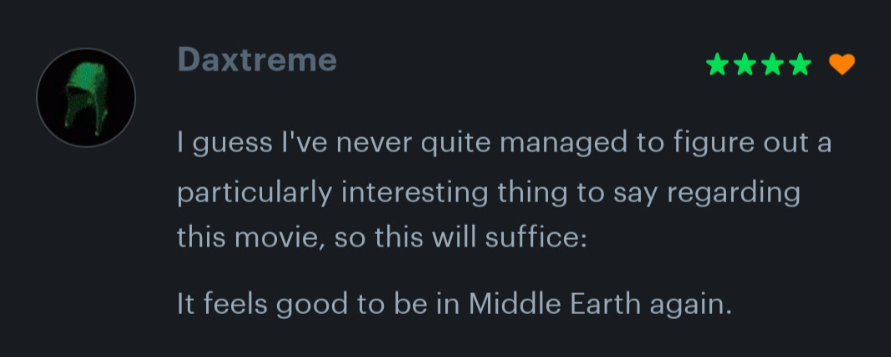 Daxtreme
I guess I've never quite managed to figure out a
particularly interesting thing to say regarding
this movie, so this will suffice:
It feels good to be in Middle Earth again.